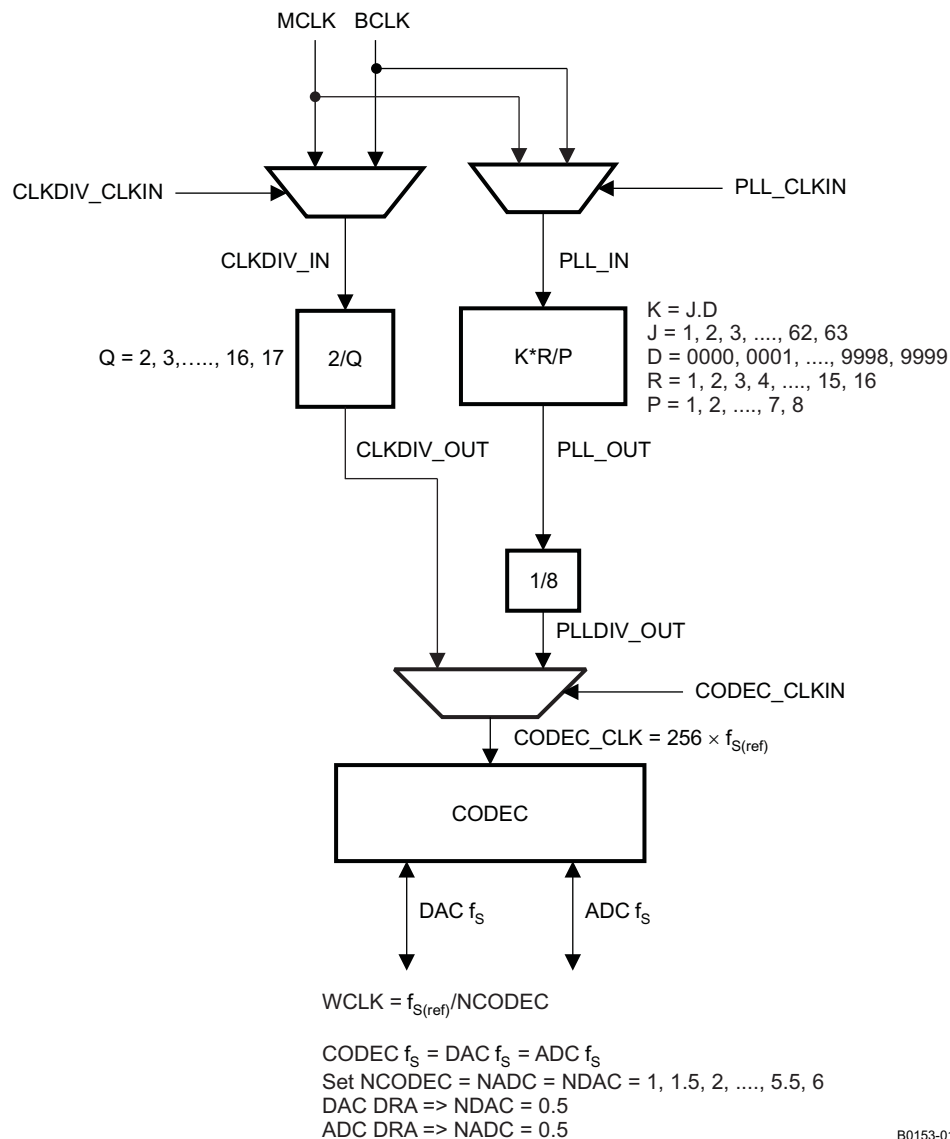 MCLK BCLK
CLKDIV_CLKIN
PLL_CLKIN
CLKDIV_IN
PLL_IN
Q = 2, 3,….., 16, 17
2/Q
K*R/P
K = J.D
J = 1, 2, 3, ...., 62, 63
D = 0000, 0001, ...., 9998, 9999
R = 1, 2, 3, 4, ...., 15, 16
P = 1, 2, ...., 7, 8
CLKDIV_OUT
PLL_OUT
1/8
PLLDIV_OUT
CODEC_CLKIN
CODEC_CLK = 256 × fS(ref)
CODEC
DAC fS
ADC fS
WCLK = fS(ref)/NCODEC
CODEC fS = DAC fS = ADC fS
Set NCODEC = NADC = NDAC = 1, 1.5, 2, ...., 5.5, 6
DAC DRA => NDAC = 0.5
ADC DRA => NADC = 0.5